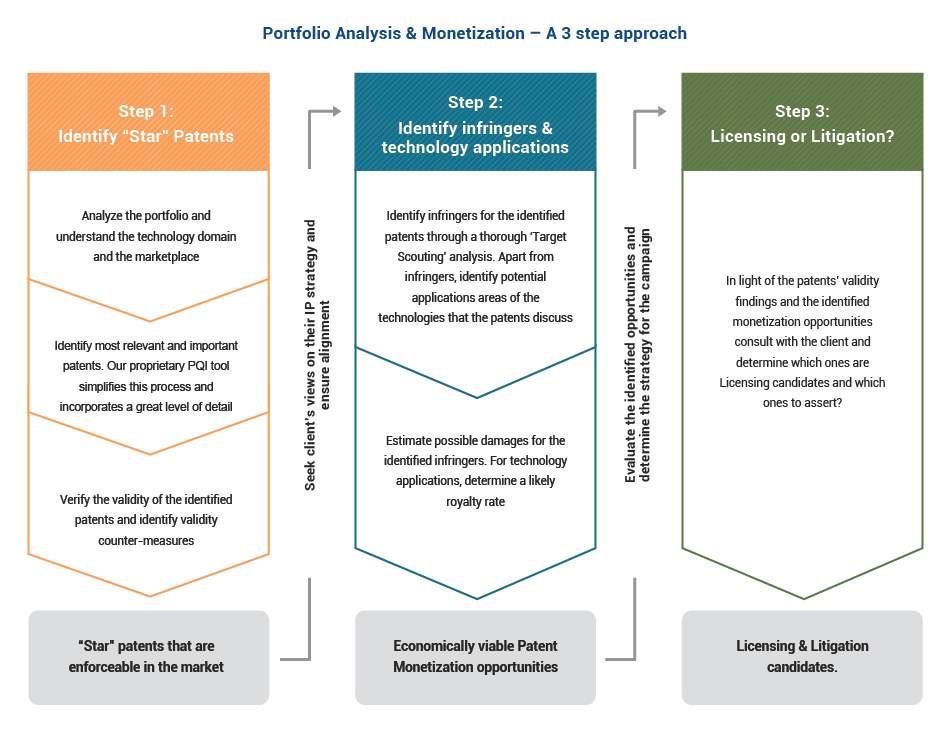 Portfolio Analysis & Monetization – A 3 step approach
Step 1:
Identify “Star” Patents
Analyze the portfolio and
understand the technology domain
and the marketplace
Identify most relevant and important
patents. Our proprietary PQI tool
simplifies this process and
incorporates a great level of detail
Verify the validity of the identified
patents and identify validity
counter-measures
“Star” patents that are
enforceable in the market
Seek client’s views on their IP strategy and
ensure alignment
Step 2:
Identify infringers &
technology applications
Identify infringers for the identified
patents through a thorough ‘Target
Scouting’ analysis. Apart from
infringers, identify potential
applications areas of the
technologies that the patents discuss
Estimate possible damages for the
identified infringers. For technology
applications, determine a likely
royalty rate
Economically viable Patent
Monetization opportunities
Evaluate the identified opportunities and
determine the strategy for the campaign
Step 3:
Licensing or Litigation?
In light of the patents’ validity
findings and the identified
monetization opportunities
consult with the client and
determine which ones are
Licensing candidates and which
ones to assert?
Licensing & Litigation
candidates.